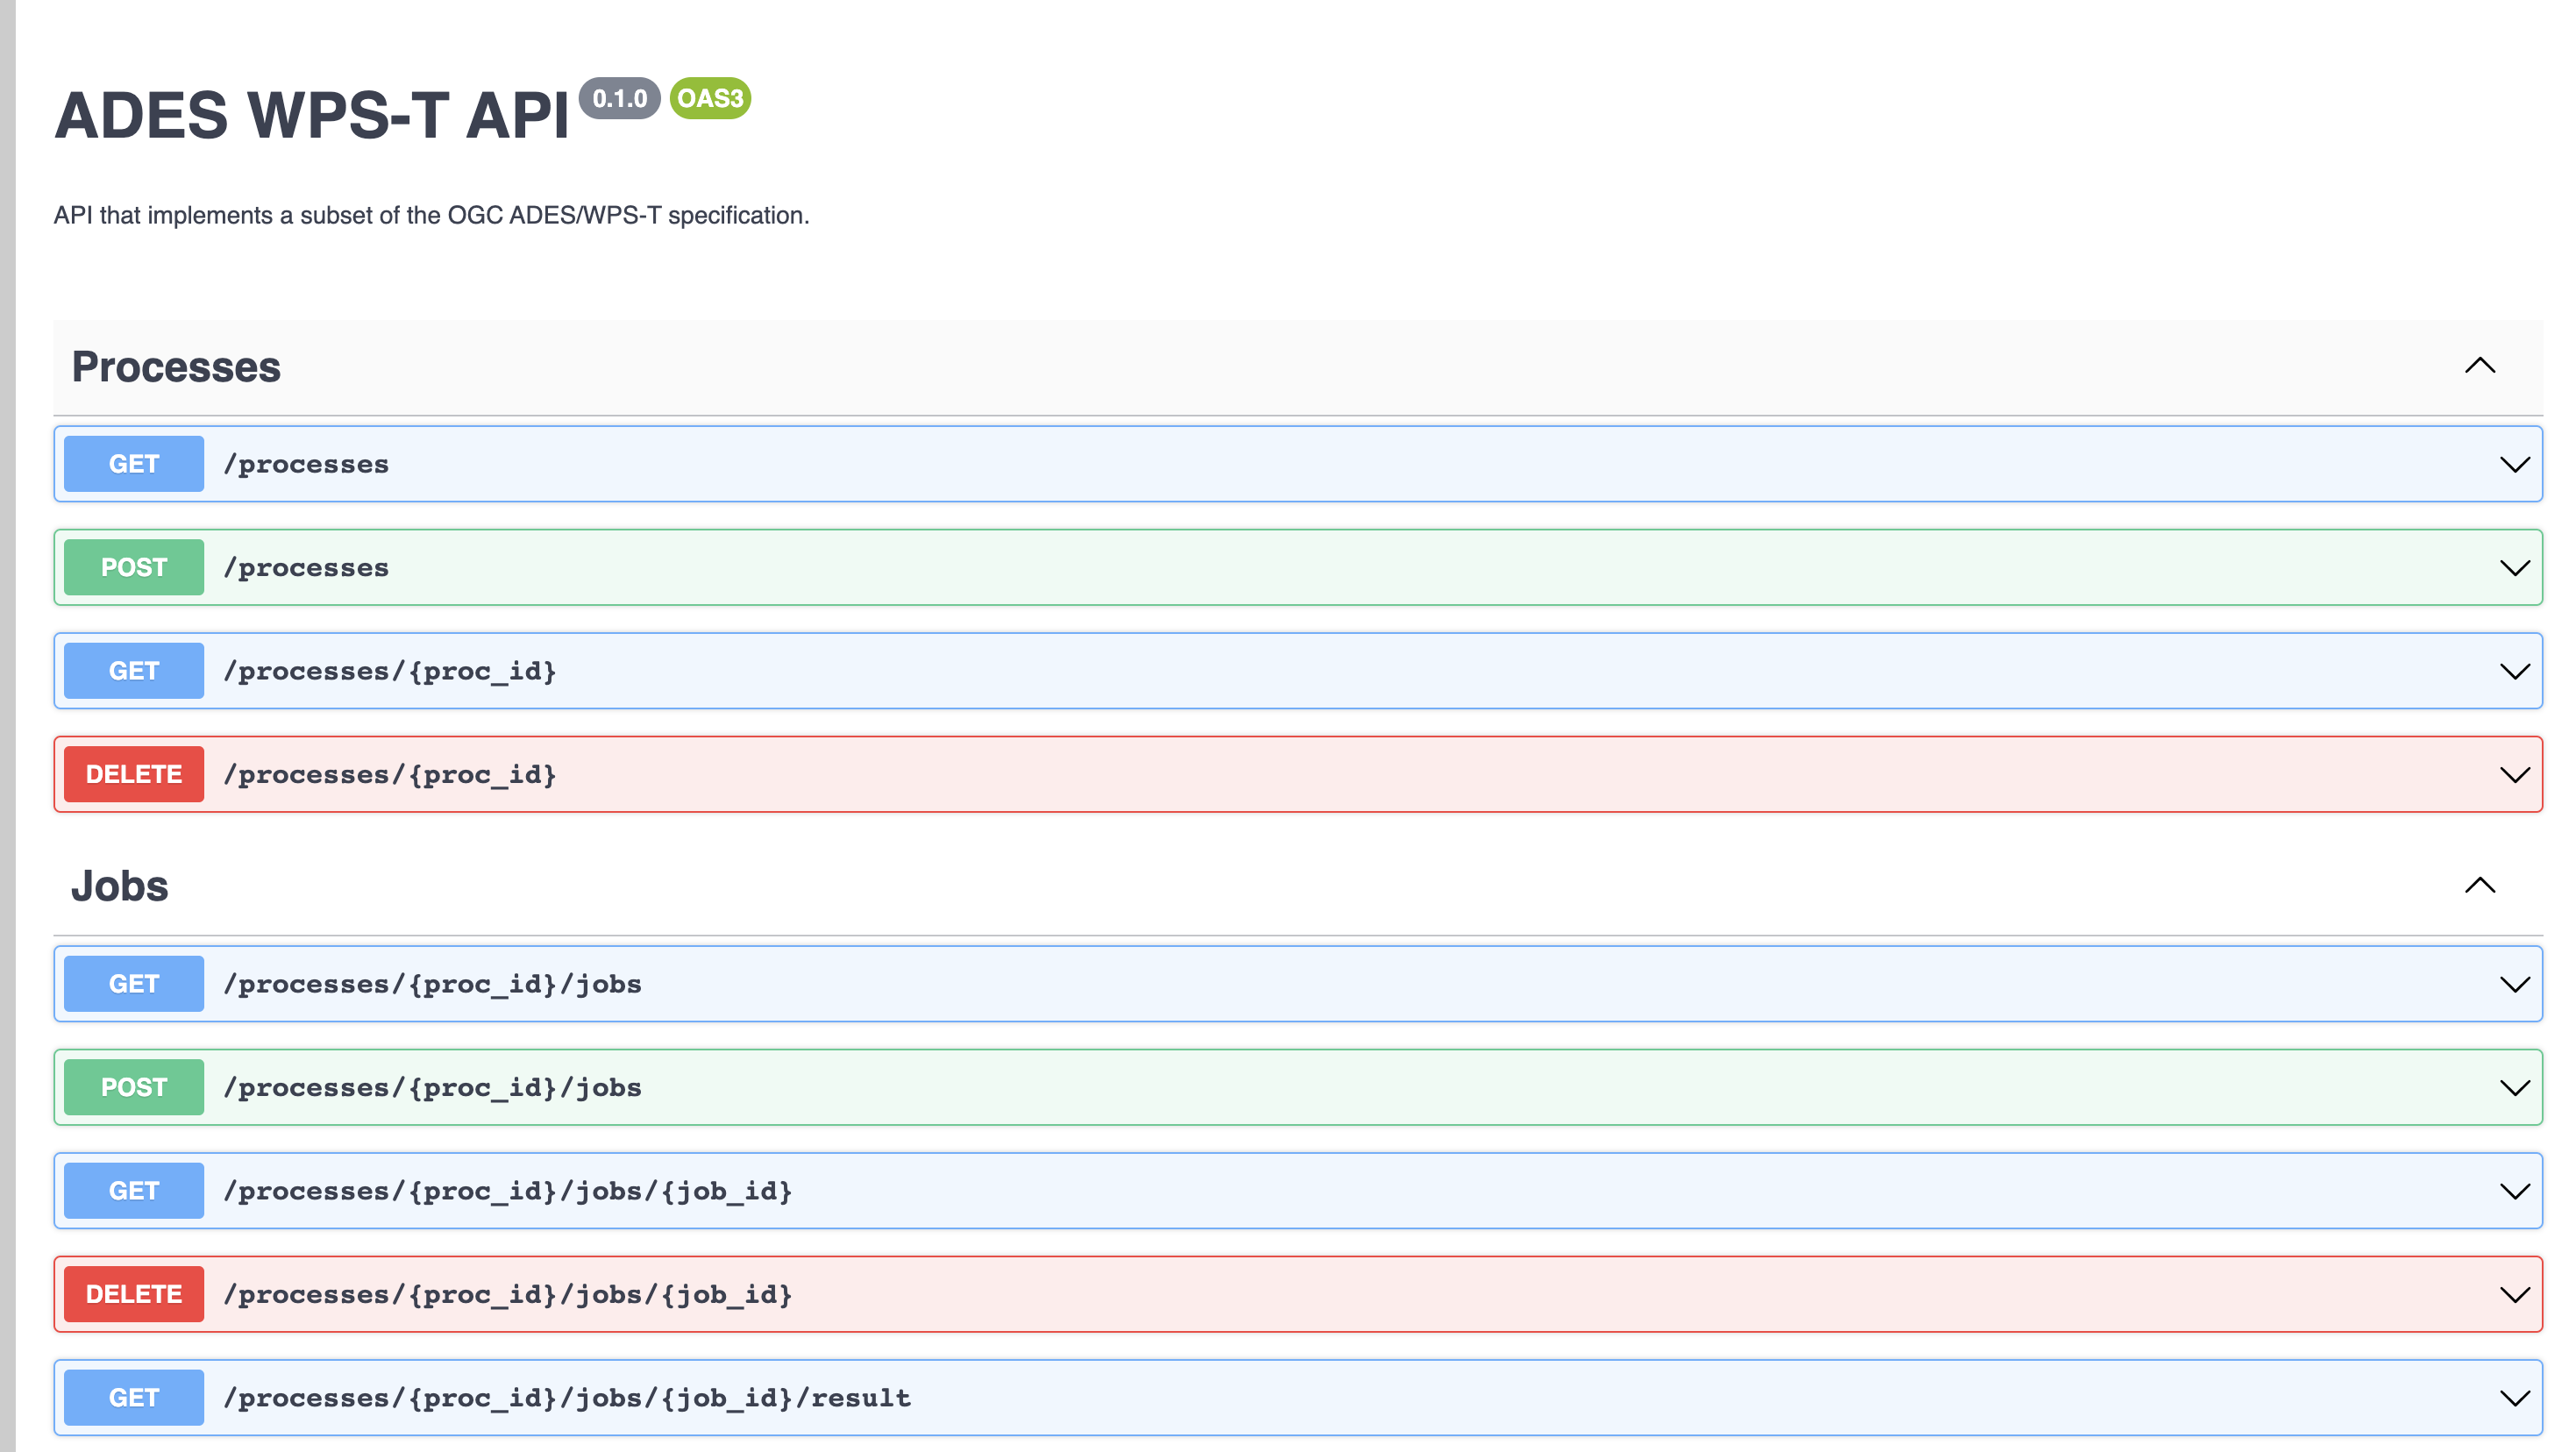 ADES WPS-T API 0.1.0 OAS3
API that implements a subset of the OGC ADES/WPS-T specification.
Processes
GET /processes
POST /processes
GET /processes/{proc_id}
DELETE /processes/{proc_id}
Jobs
GET /processes/{proc_id}/jobs
POST /processes/{proc_id}/jobs
GET /processes/{proc_id}/jobs/{job_id}
DELETE /processes/{proc_id}/jobs/{job_id}
GET /processes/{proc_id}/jobs/{job_id}/result